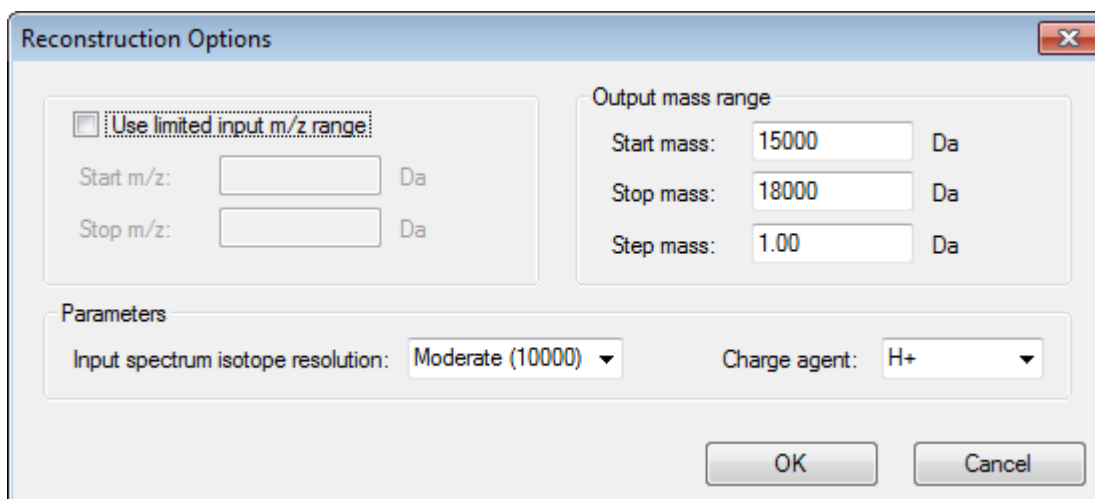 Reconstruction Options
Use limited input m/z range
Start m/z: Da
Stop m/z: Da
Output mass range
Start mass: 15000 Da
Stop mass: 18000 Da
Step mass: 1.00 Da
Parameters
Input spectrum isotope resolution: Moderate (10000) Charge agent: H+
OK Cancel